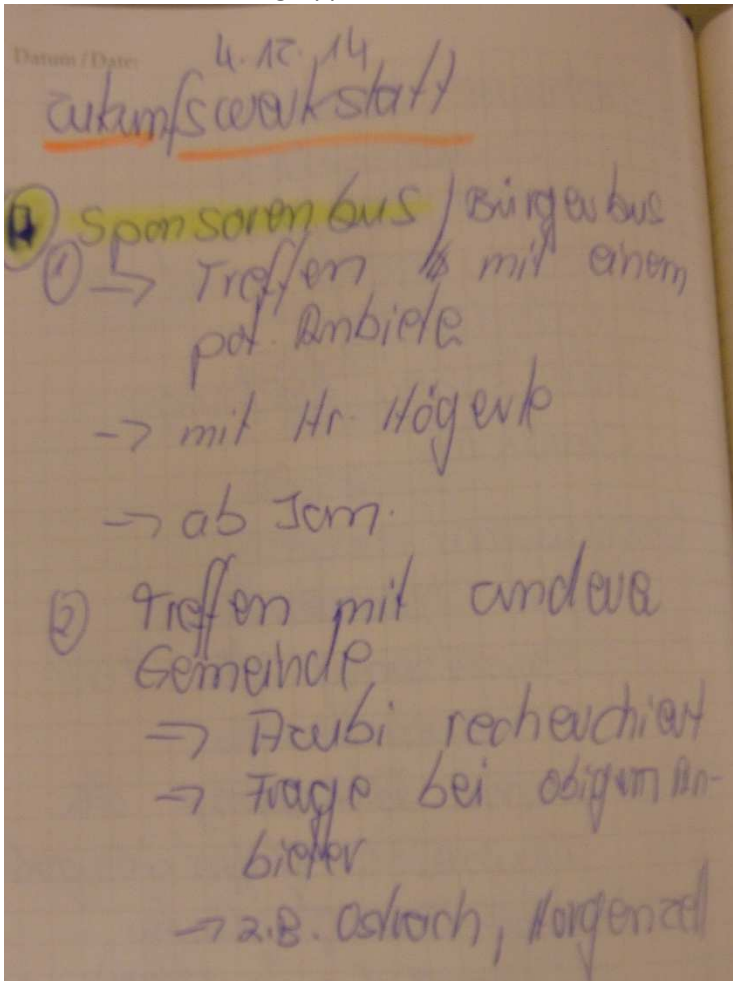 Datum / Date: 4.12.14
Zukunfswerkstatt
Sponsorenbus / Bürgerbus
① -> Treffen mit einem
pot. Anbieter
-> mit Hr. Högerle
-> ab Jan.
② Treffen mit andere
Gemeinde
=> Azubi recherchiert
-> Frage bei obigem An-
bieter
-> z.B. Ostrach, Horgenzell